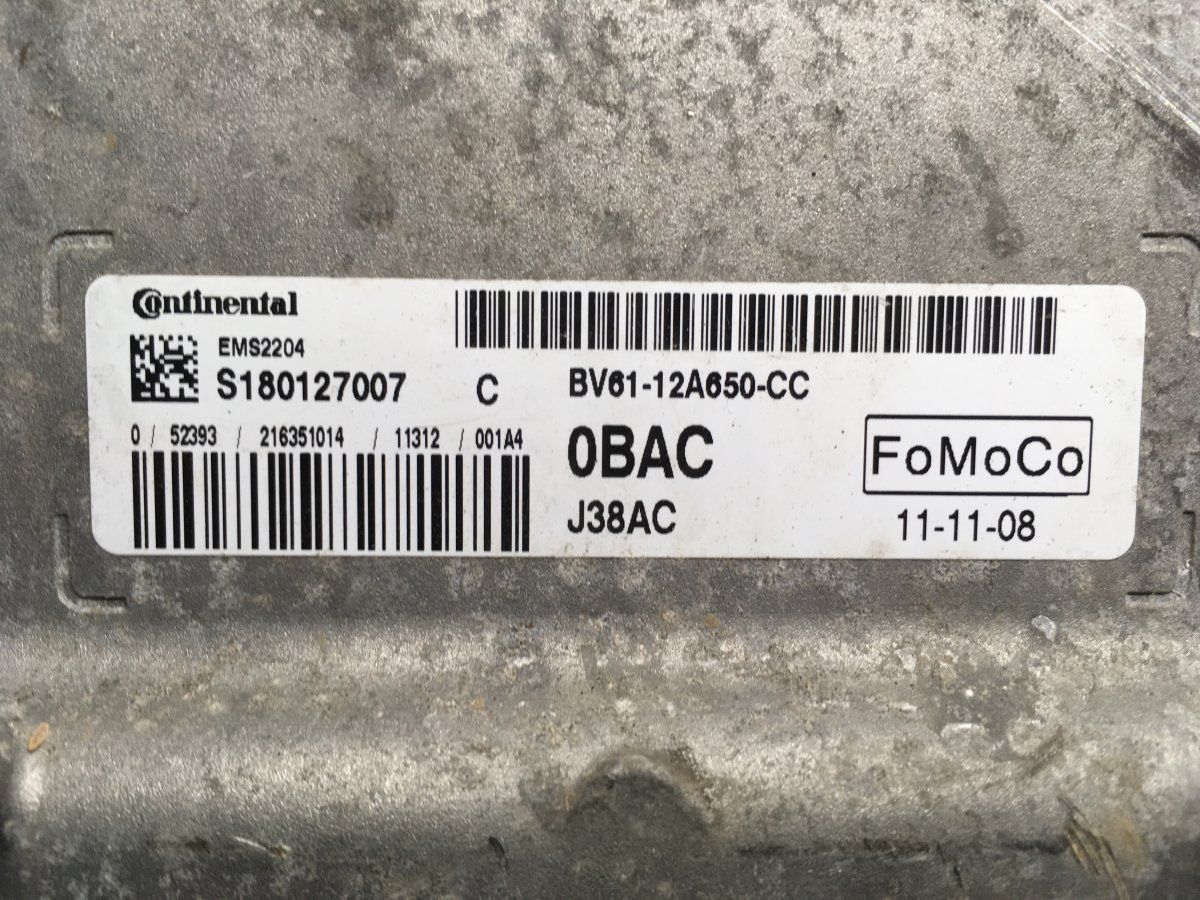 Continental
EMS2204
S180127007 C
0 / 52393 / 216351014 / 11312 / 001A4
BV61-12A650-CC
0BAC
J38AC
FoMoCo
11-11-08